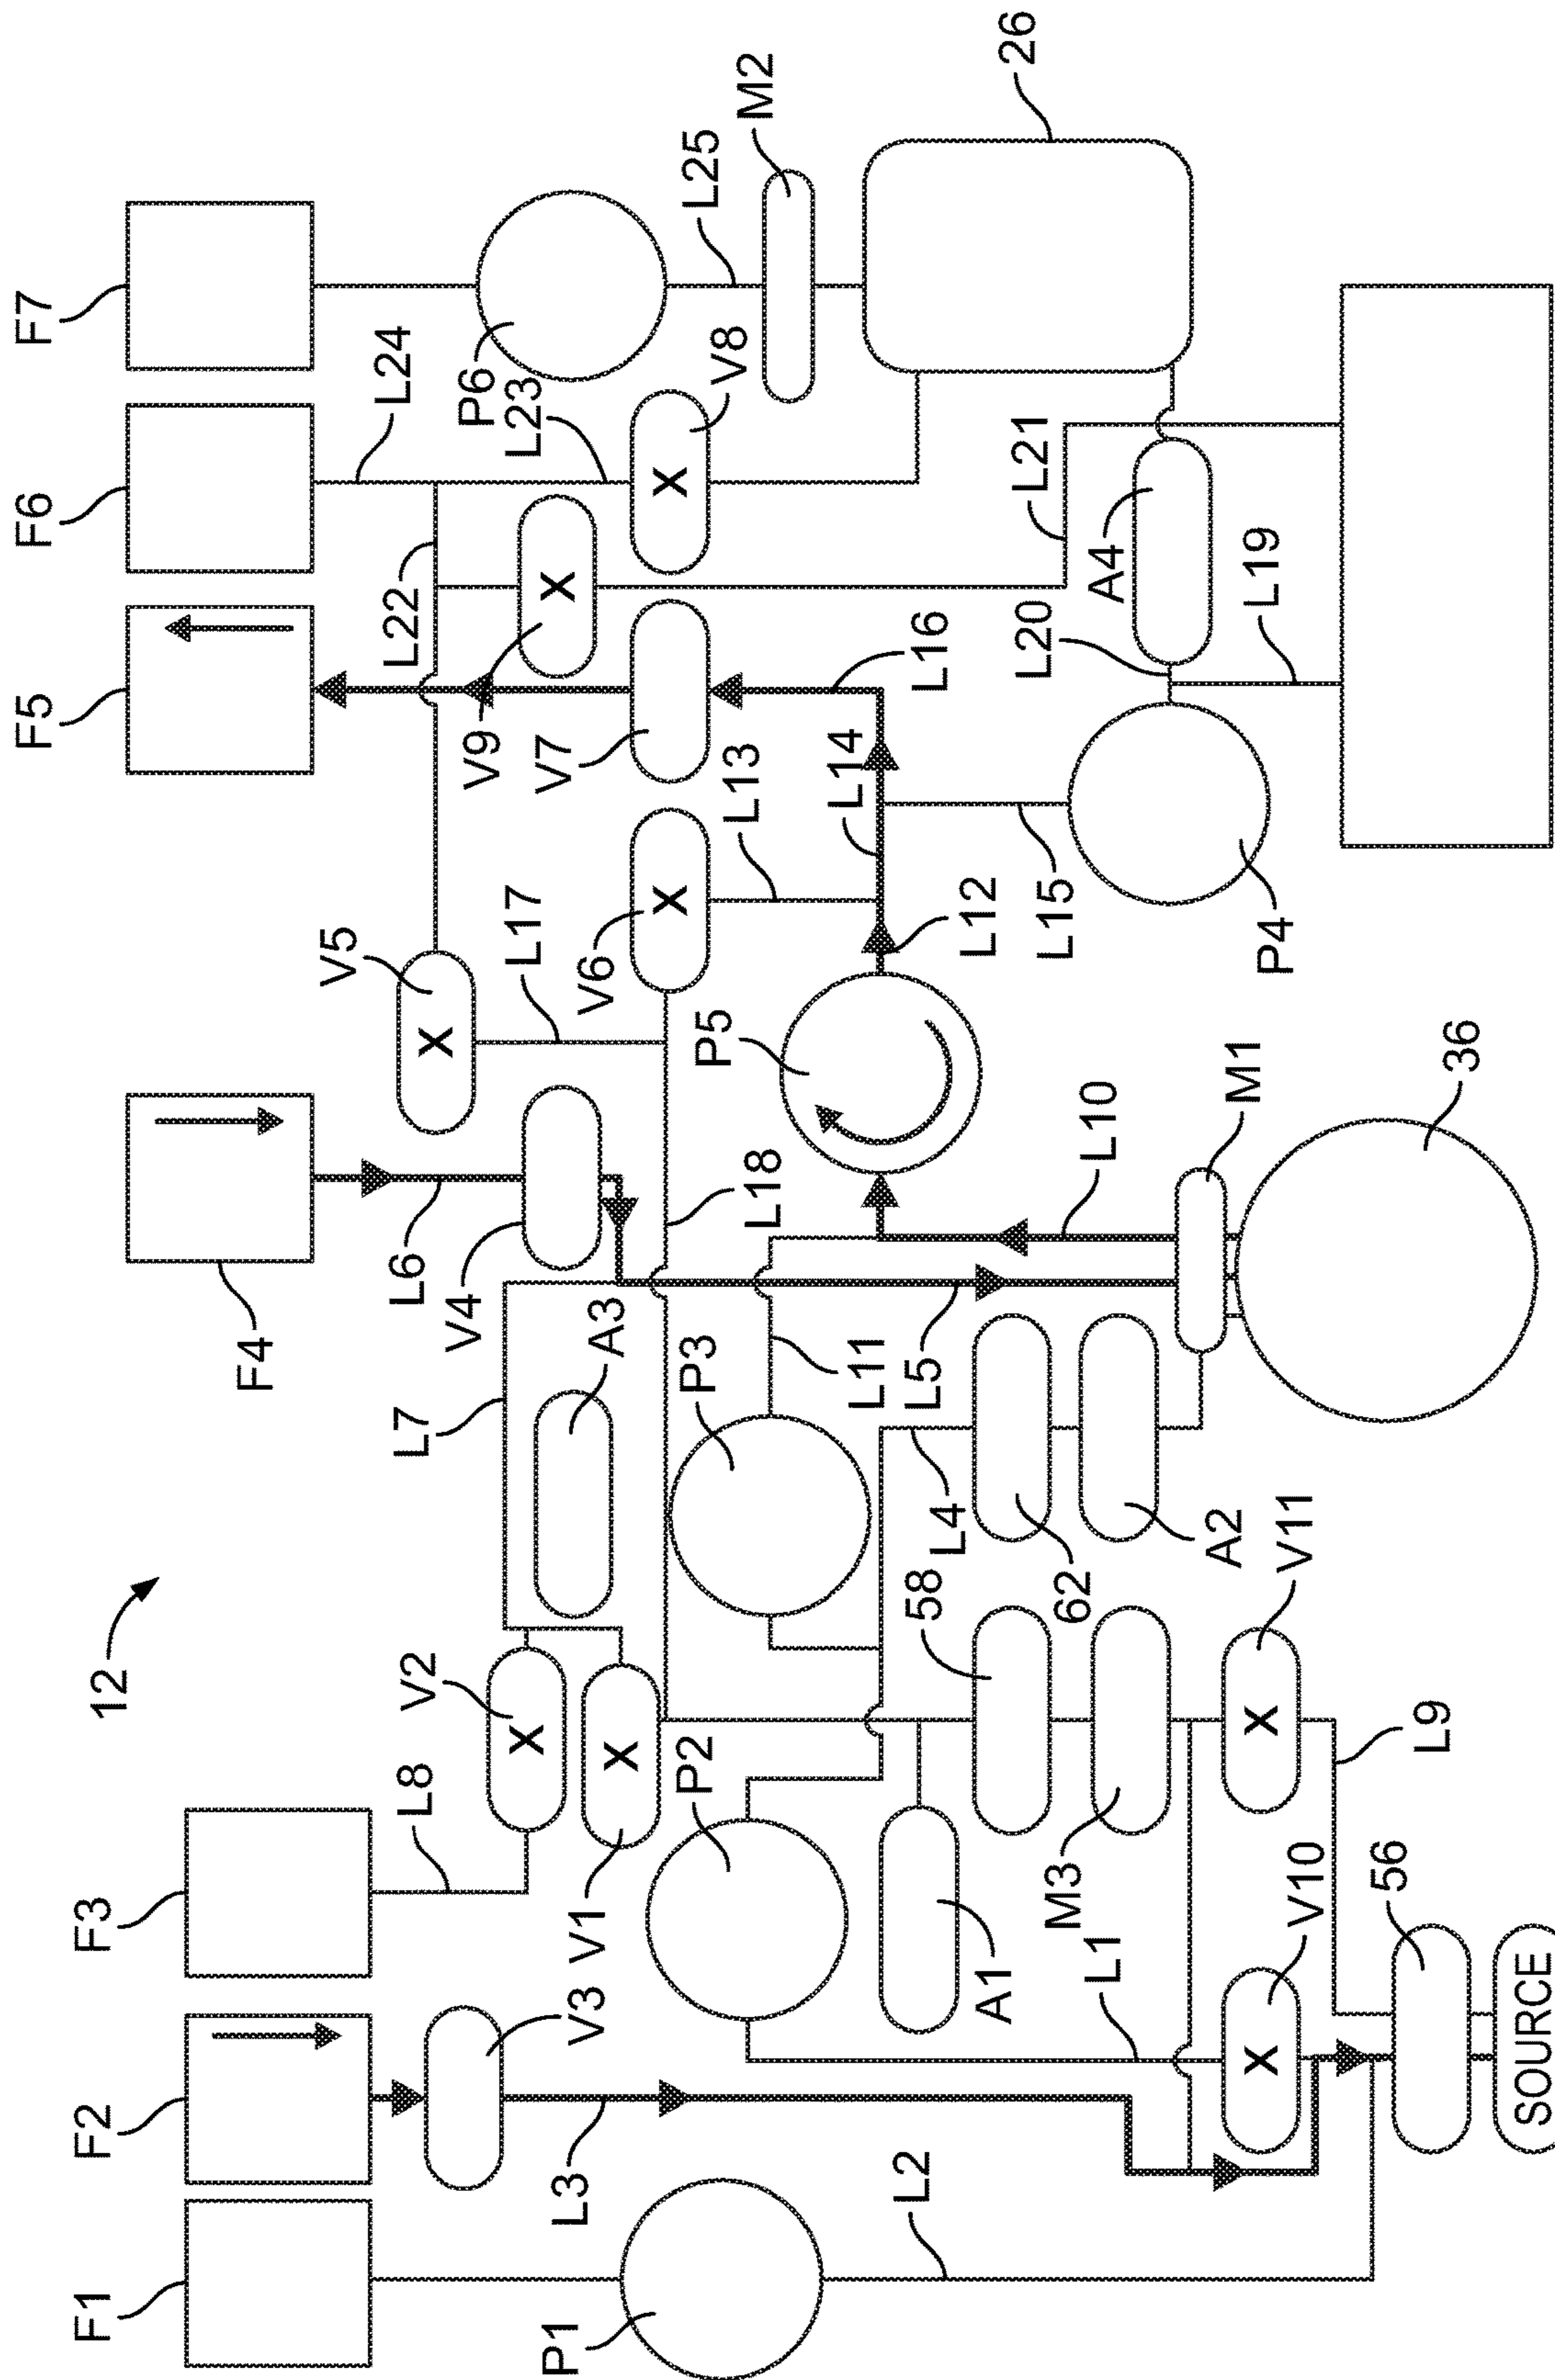 12
F1
F2
F3
F4
F5
F6
F7
L8
V2
L7
L6
V5
L22
L24
V3
V1
A3
V4
L17
V9
P6
L23
L25
M2
L3
P2
P3
L18
V6
V7
V8
P1
A1
58
L11
P5
L13
L14
L16
L2
L1
M3
L4
L5
L12
L15
L20
A4
L21
26
V10
62
A2
L10
P4
L19
V11
M1
36
56
L9
SOURCE
X
X
X
X
X
X
X
X